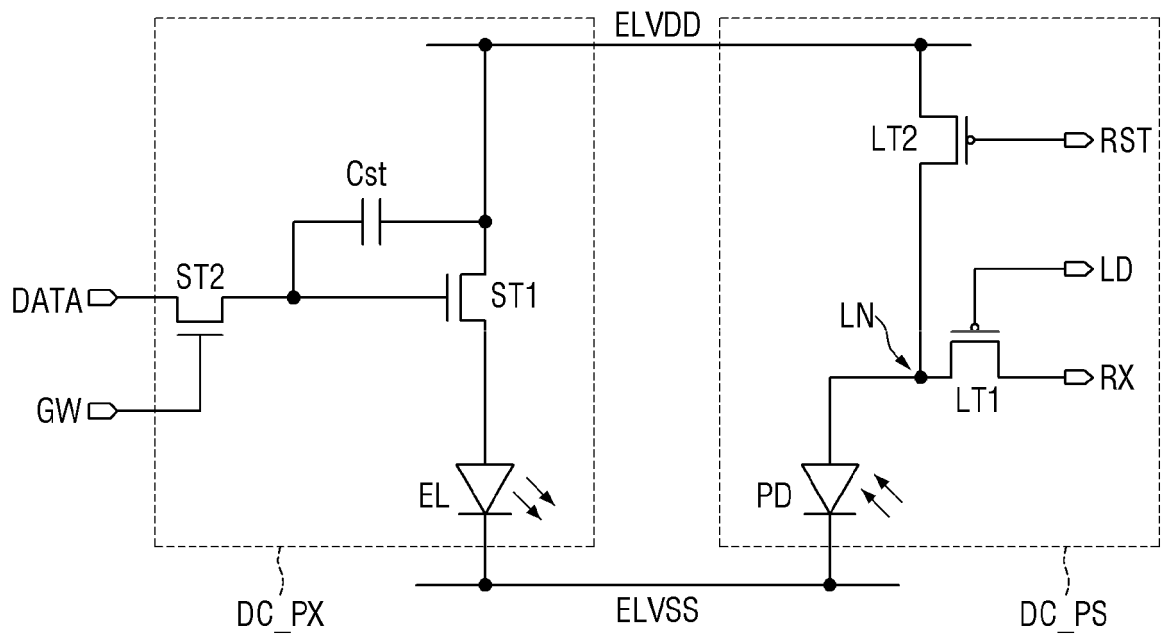 ELVDD
LT2
RST
Cst
LD
ST2
DATA
ST1
LN
GW
LT1
RX
EL
PD
DC_PX
ELVSS
DC_PS